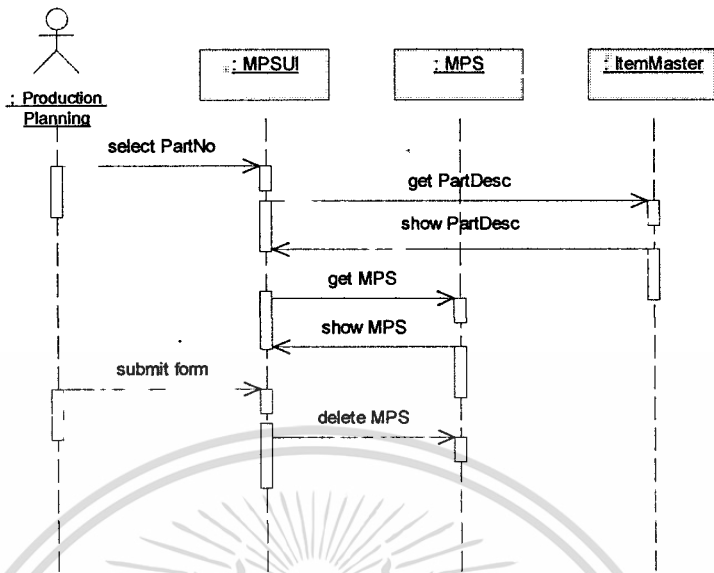 : MPSUI
: MPS
: ItemMaster
: Production
Planning
select PartNo
get PartDesc
show PartDesc
get MPS
show MPS
submit form
delete MPS